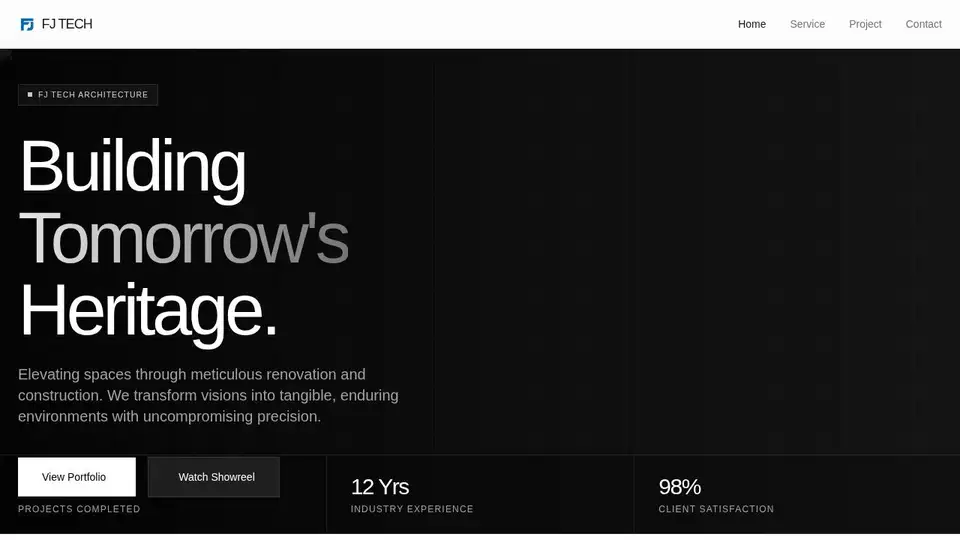 FJ TECH
Home
Service
Project
Contact
FJ TECH ARCHITECTURE
Building
Tomorrow's
Heritage.
Elevating spaces through meticulous renovation and
construction. We transform visions into tangible, enduring
environments with uncompromising precision.
View Portfolio
Watch Showreel
PROJECTS COMPLETED
12 Yrs
INDUSTRY EXPERIENCE
98%
CLIENT SATISFACTION